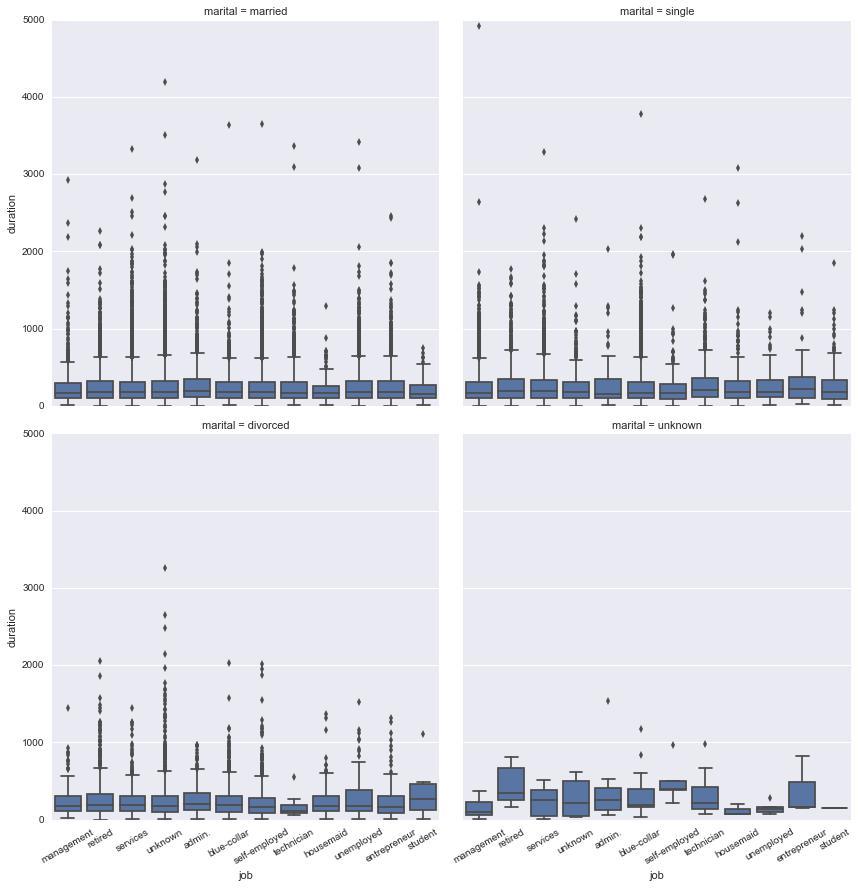 marital = married
marital = single
5000
4000
3000
2000
1000
0
duration
marital = divorced
marital = unknown
5000
4000
3000
2000
1000
0
duration
management
retired
services
unknown
admin.
blue-collar
self-employed
technician
housemaid
unemployed
entrepreneur
student
job
management
retired
services
unknown
admin.
blue-collar
self-employed
technician
housemaid
unemployed
entrepreneur
student
job